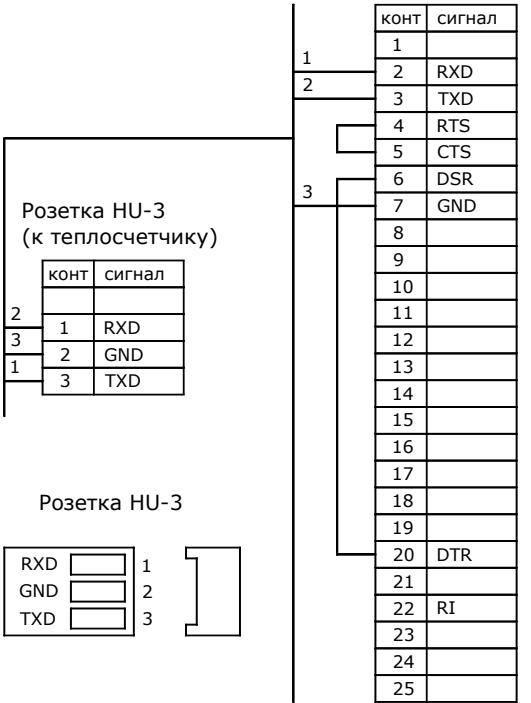 конт сигнал
1
1
2 RXD
2
3 TXD
4 RTS
5 CTS
6 DSR
3
7 GND
8
9
10
11
12
13
14
15
16
17
18
19
20 DTR
21
22 RI
23
24
25
Розетка HU-3
(к теплосчетчику)
конт сигнал
2
1 RXD
3
2 GND
1
3 TXD
Розетка HU-3
RXD 1
GND 2
TXD 3